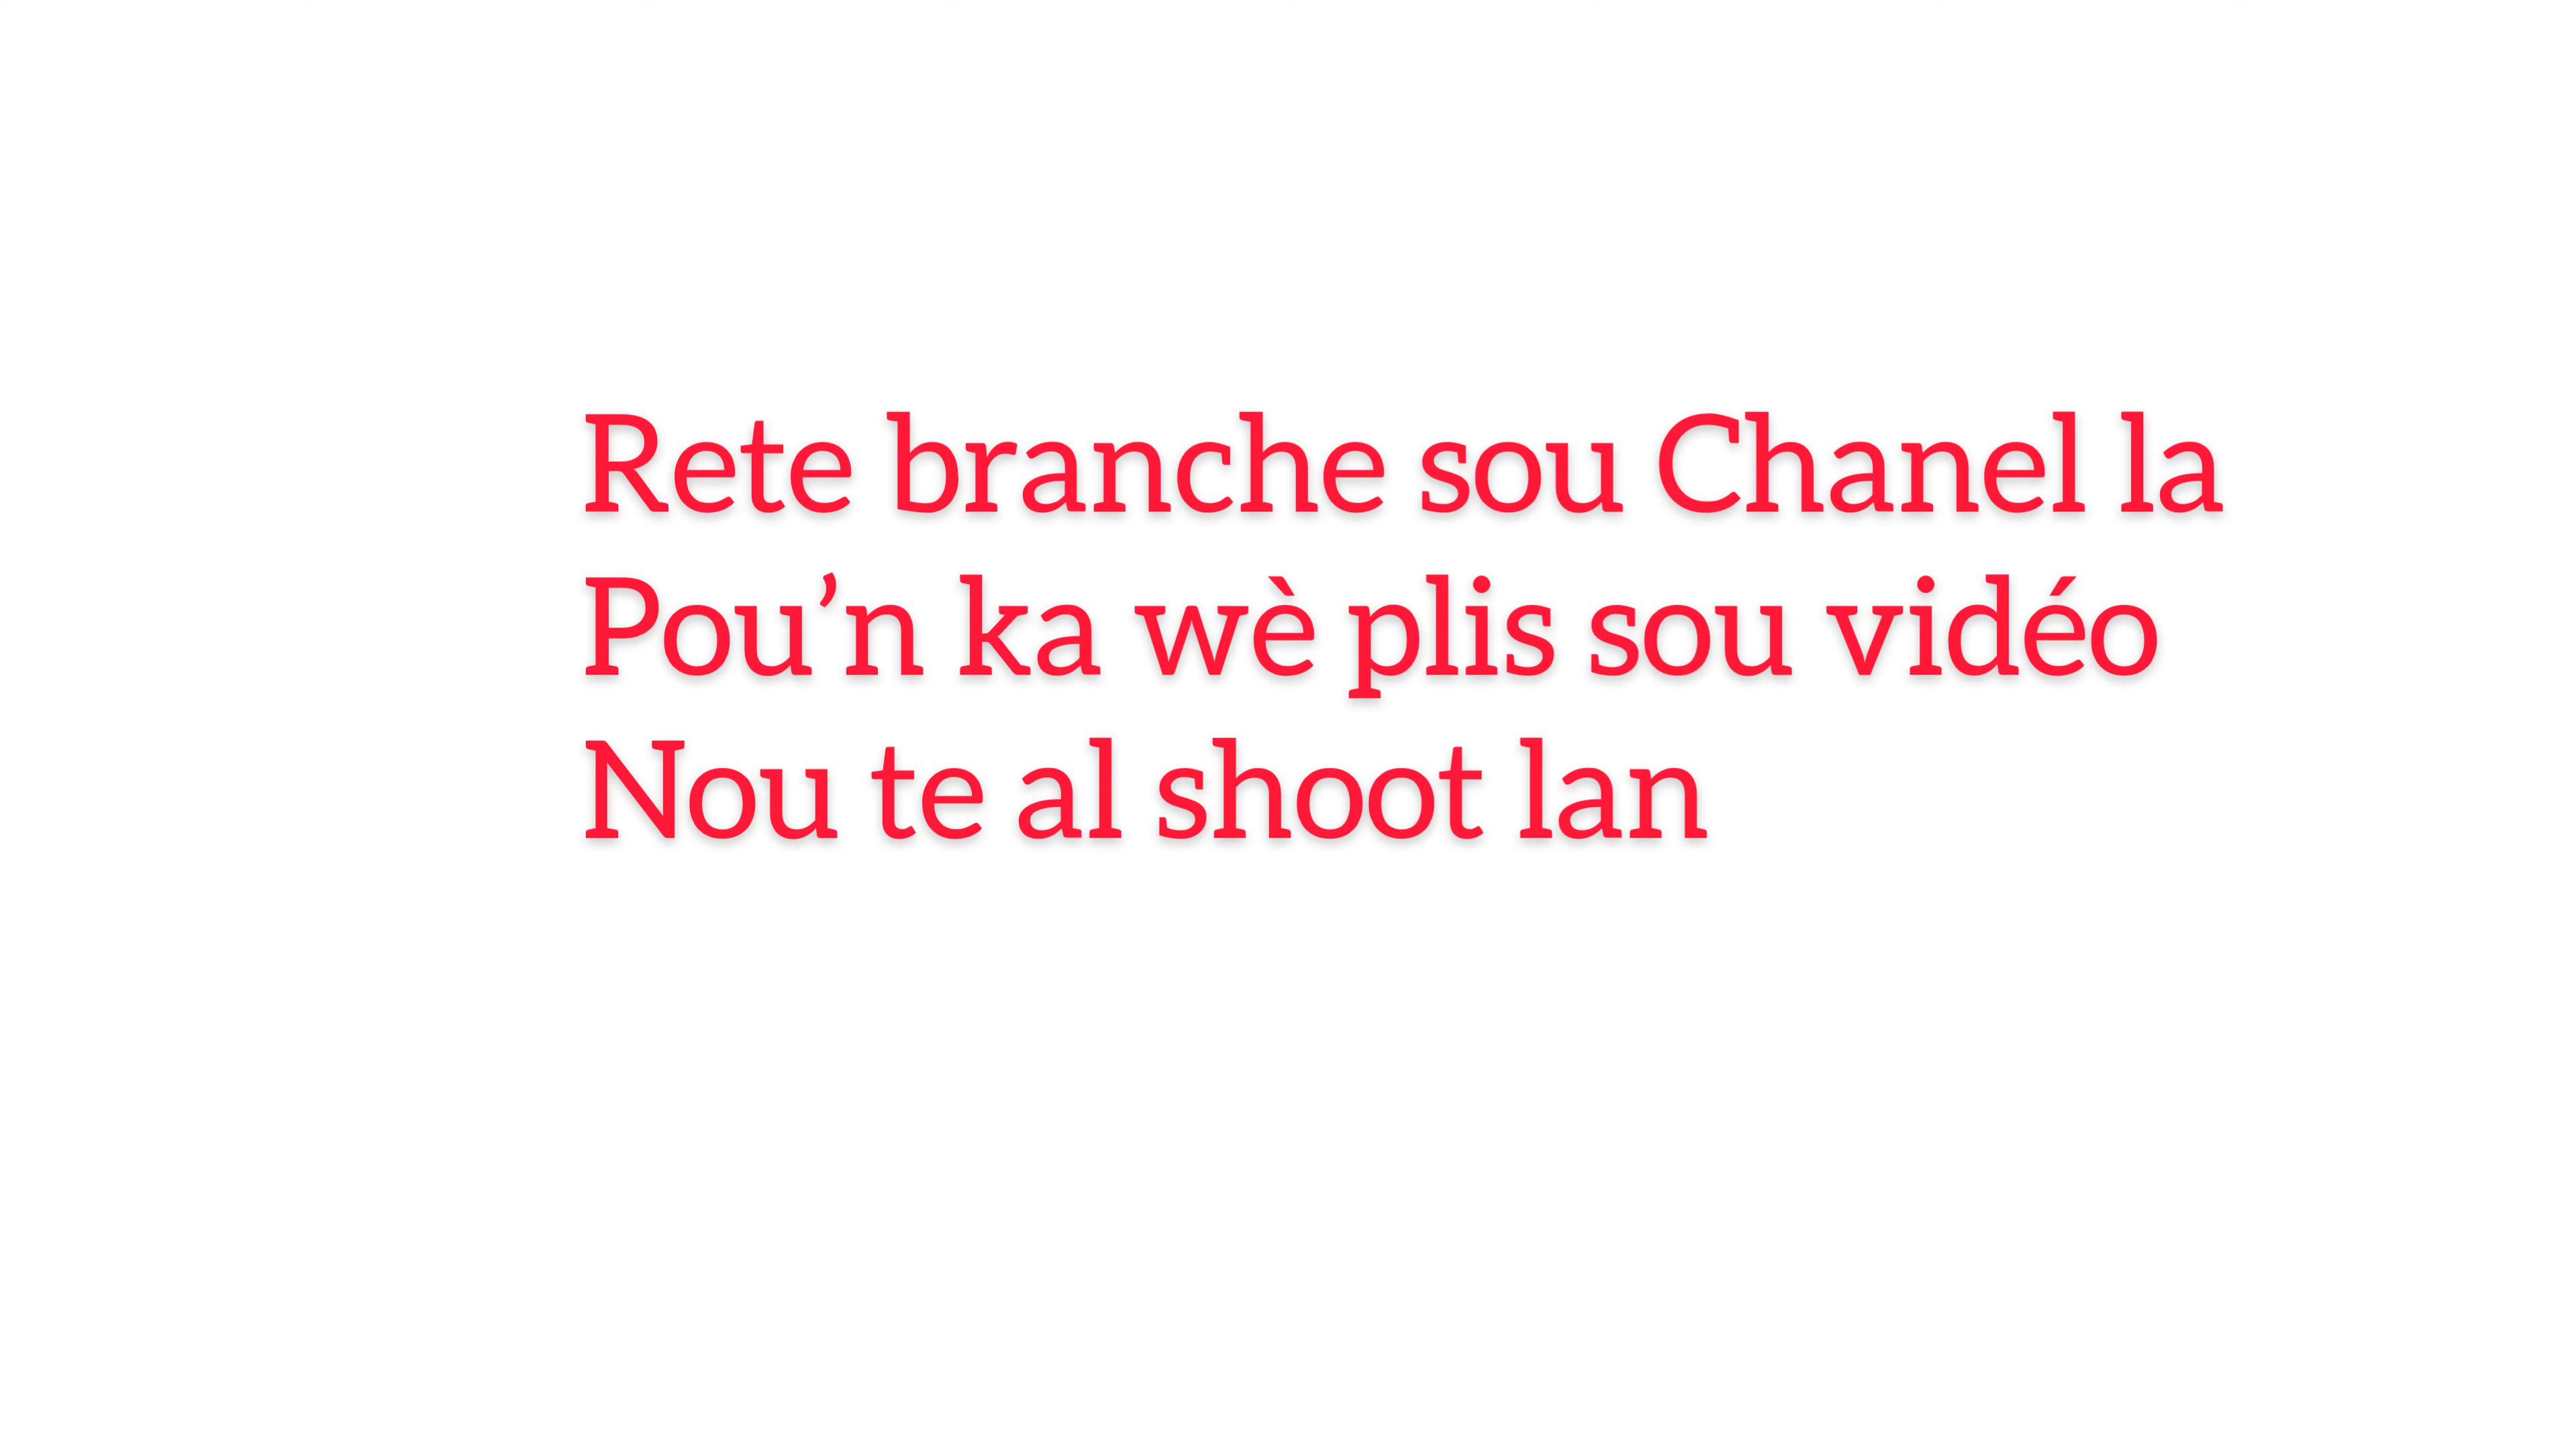 Rete branche sou Chanel la
Pou’n ka wè plis sou vidéo
Nou te al shoot lan